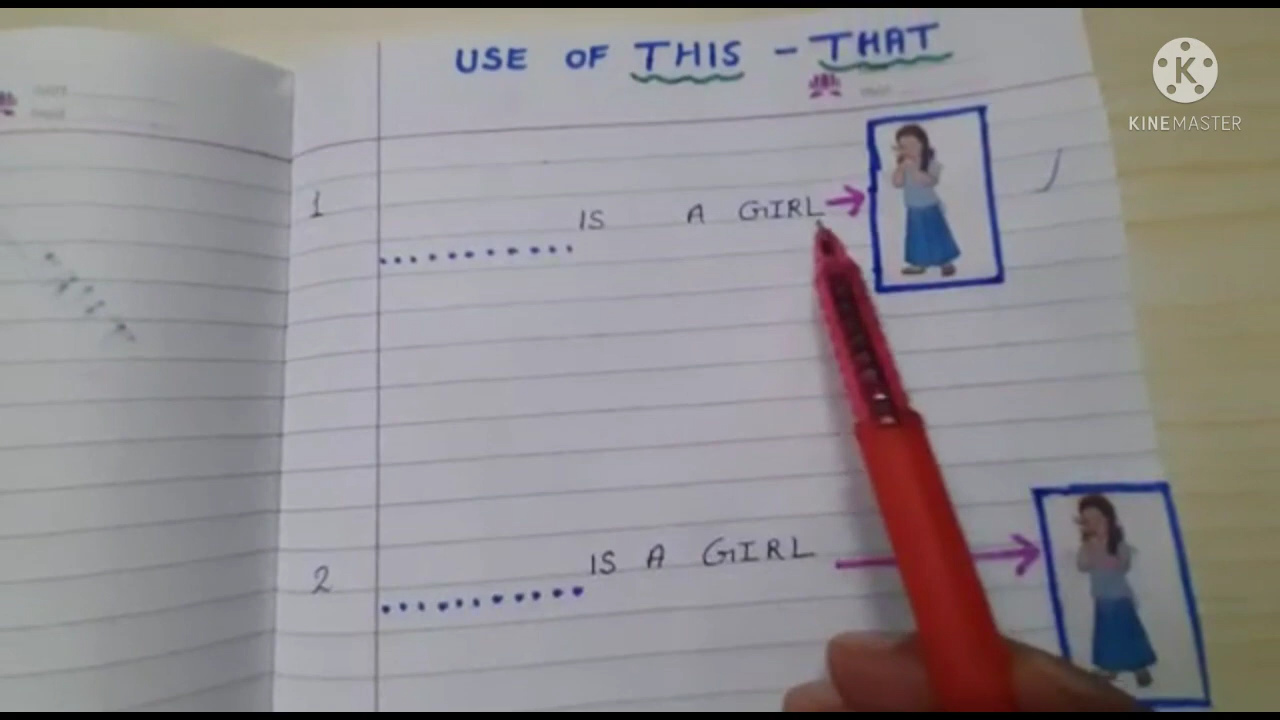 USE OF THIS - THAT
KINEMASTER
1 .......... IS A GIRL
2 ........... IS A GIRL